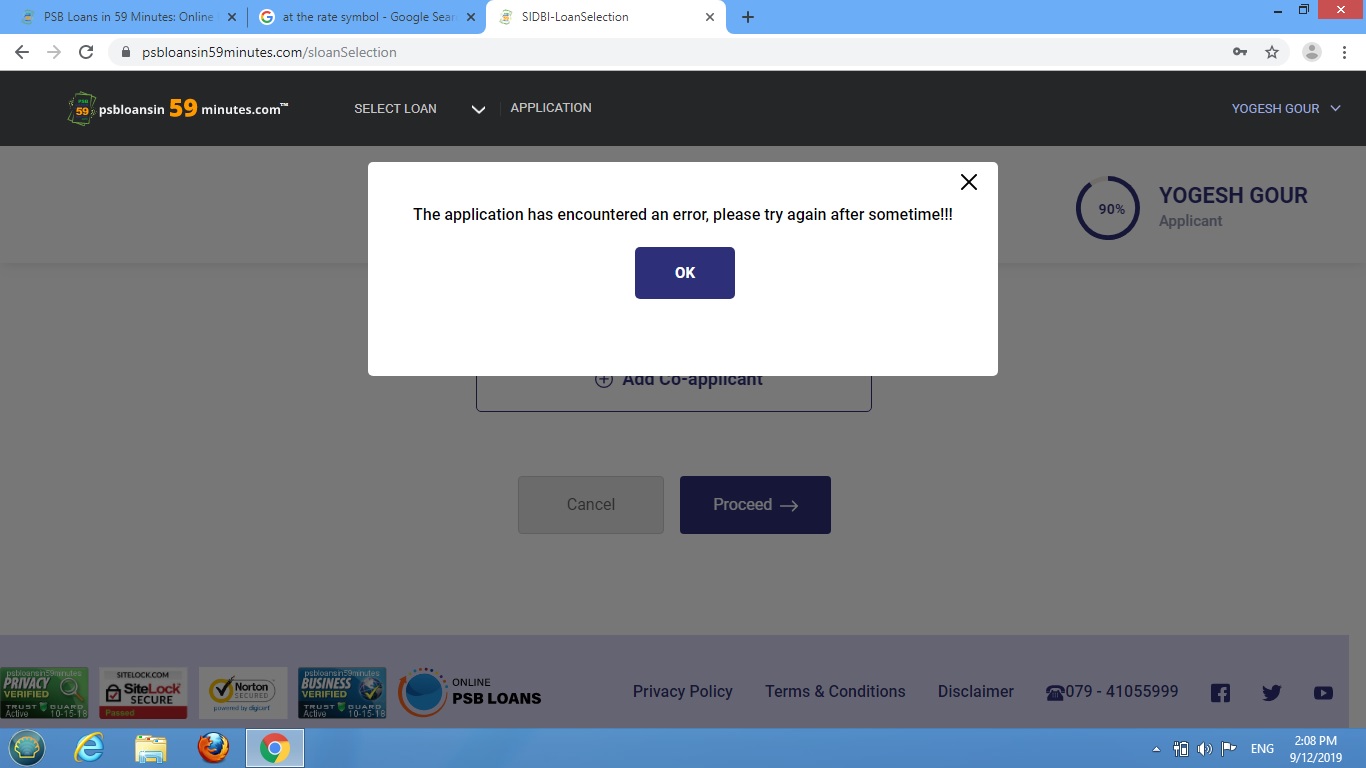 PSB Loans in 59 Minutes: Online
at the rate symbol - Google Sear
SIDBI-LoanSelection
psbloansin59minutes.com/sloanSelection
psbloansin 59 minutes.com™
SELECT LOAN
APPLICATION
YOGESH GOUR
The application has encountered an error, please try again after sometime!!!
OK
90%
YOGESH GOUR
Applicant
Add Co-applicant
Cancel
Proceed
psbloansin59minutes
PRIVACY
VERIFIED
TRUST GUARD
Active 10-15-18
SITELOCK.COM
SiteLock
SECURE
Passed
Norton
SECURED
powered by digicert
psbloansin59minutes
BUSINESS
VERIFIED
TRUST GUARD
Active 10-15-18
ONLINE
PSB LOANS
Privacy Policy
Terms & Conditions
Disclaimer
079 - 41055999
ENG
2:08 PM
9/12/2019